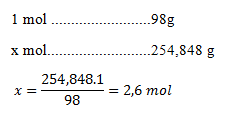 1 mol ............................98g
x mol.............................254,848 g
x = 254,848.1 / 98 = 2,6 mol